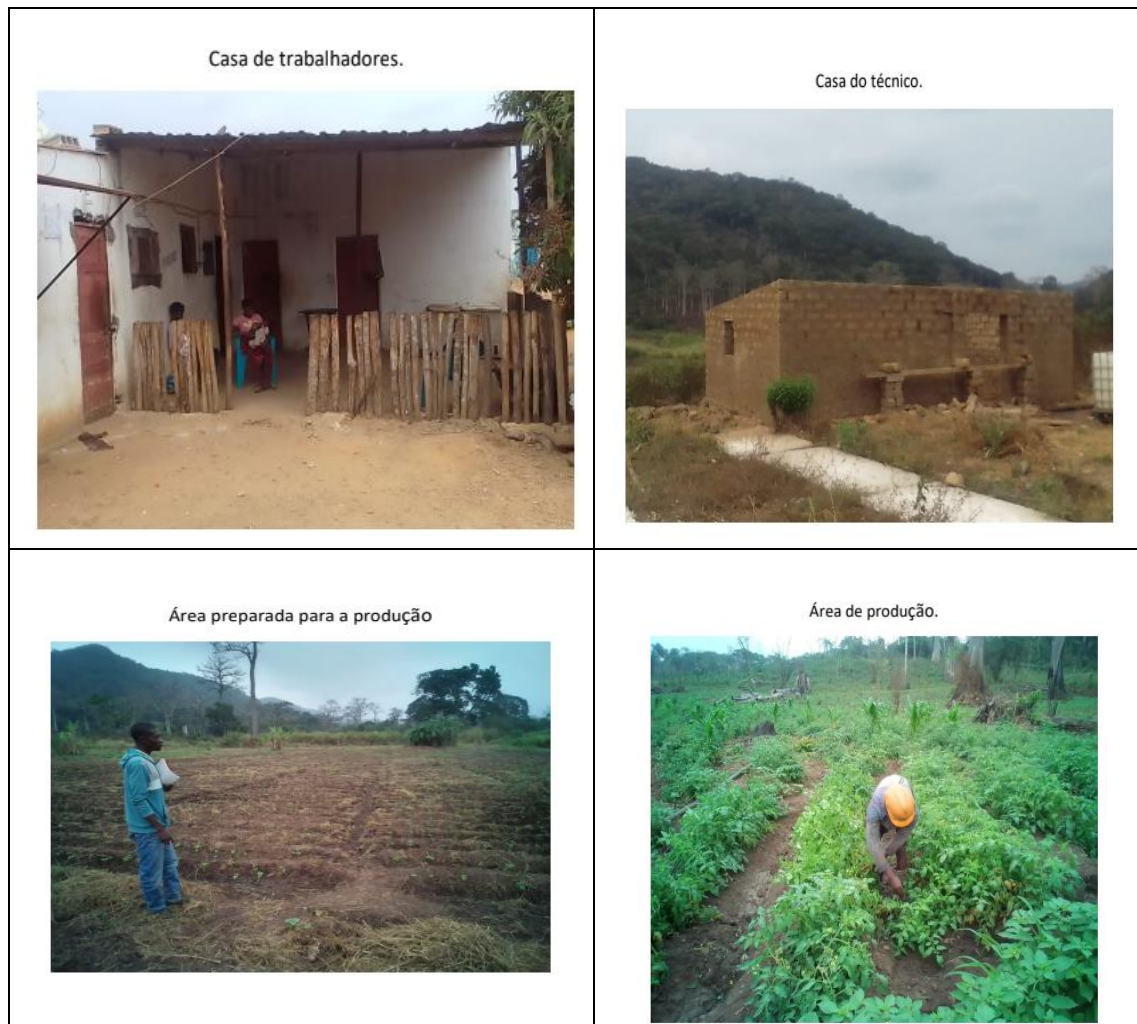 Casa de trabalhadores.
Casa do técnico.
Área preparada para a produção
Área de produção.